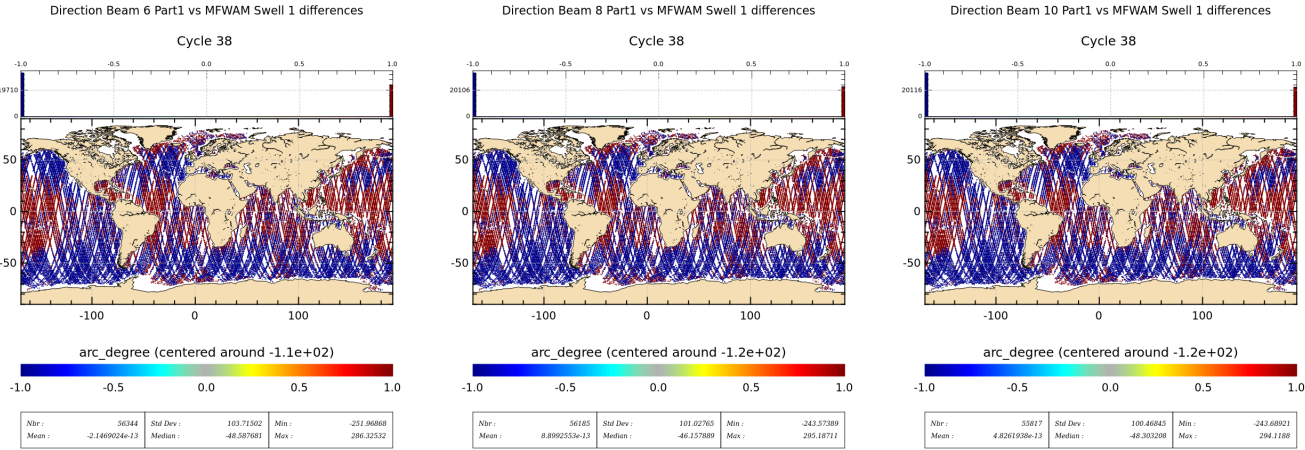 Direction Beam 6 Part1 vs MFWAM Swell 1 differences
Cycle 38
-1.0 -0.5 0.0 0.5 1.0
19710
0
50
0
-50
-100 0 100
arc_degree (centered around -1.1e+02)
-1.0 -0.5 0.0 0.5 1.0
Nbr : 56344 Std Dev : 103.71502 Min : -251.96868
Mean : -2.1469024e-13 Median : -48.587681 Max : 286.32532
Direction Beam 8 Part1 vs MFWAM Swell 1 differences
Cycle 38
-1.0 -0.5 0.0 0.5 1.0
20106
0
50
0
-50
-100 0 100
arc_degree (centered around -1.2e+02)
-1.0 -0.5 0.0 0.5 1.0
Nbr : 56185 Std Dev : 101.02765 Min : -243.57389
Mean : 8.8992553e-13 Median : -46.157889 Max : 295.18711
Direction Beam 10 Part1 vs MFWAM Swell 1 differences
Cycle 38
-1.0 -0.5 0.0 0.5 1.0
20116
0
50
0
-50
-100 0 100
arc_degree (centered around -1.2e+02)
-1.0 -0.5 0.0 0.5 1.0
Nbr : 55817 Std Dev : 100.46845 Min : -243.68921
Mean : 4.8261938e-13 Median : -48.303208 Max : 294.1188